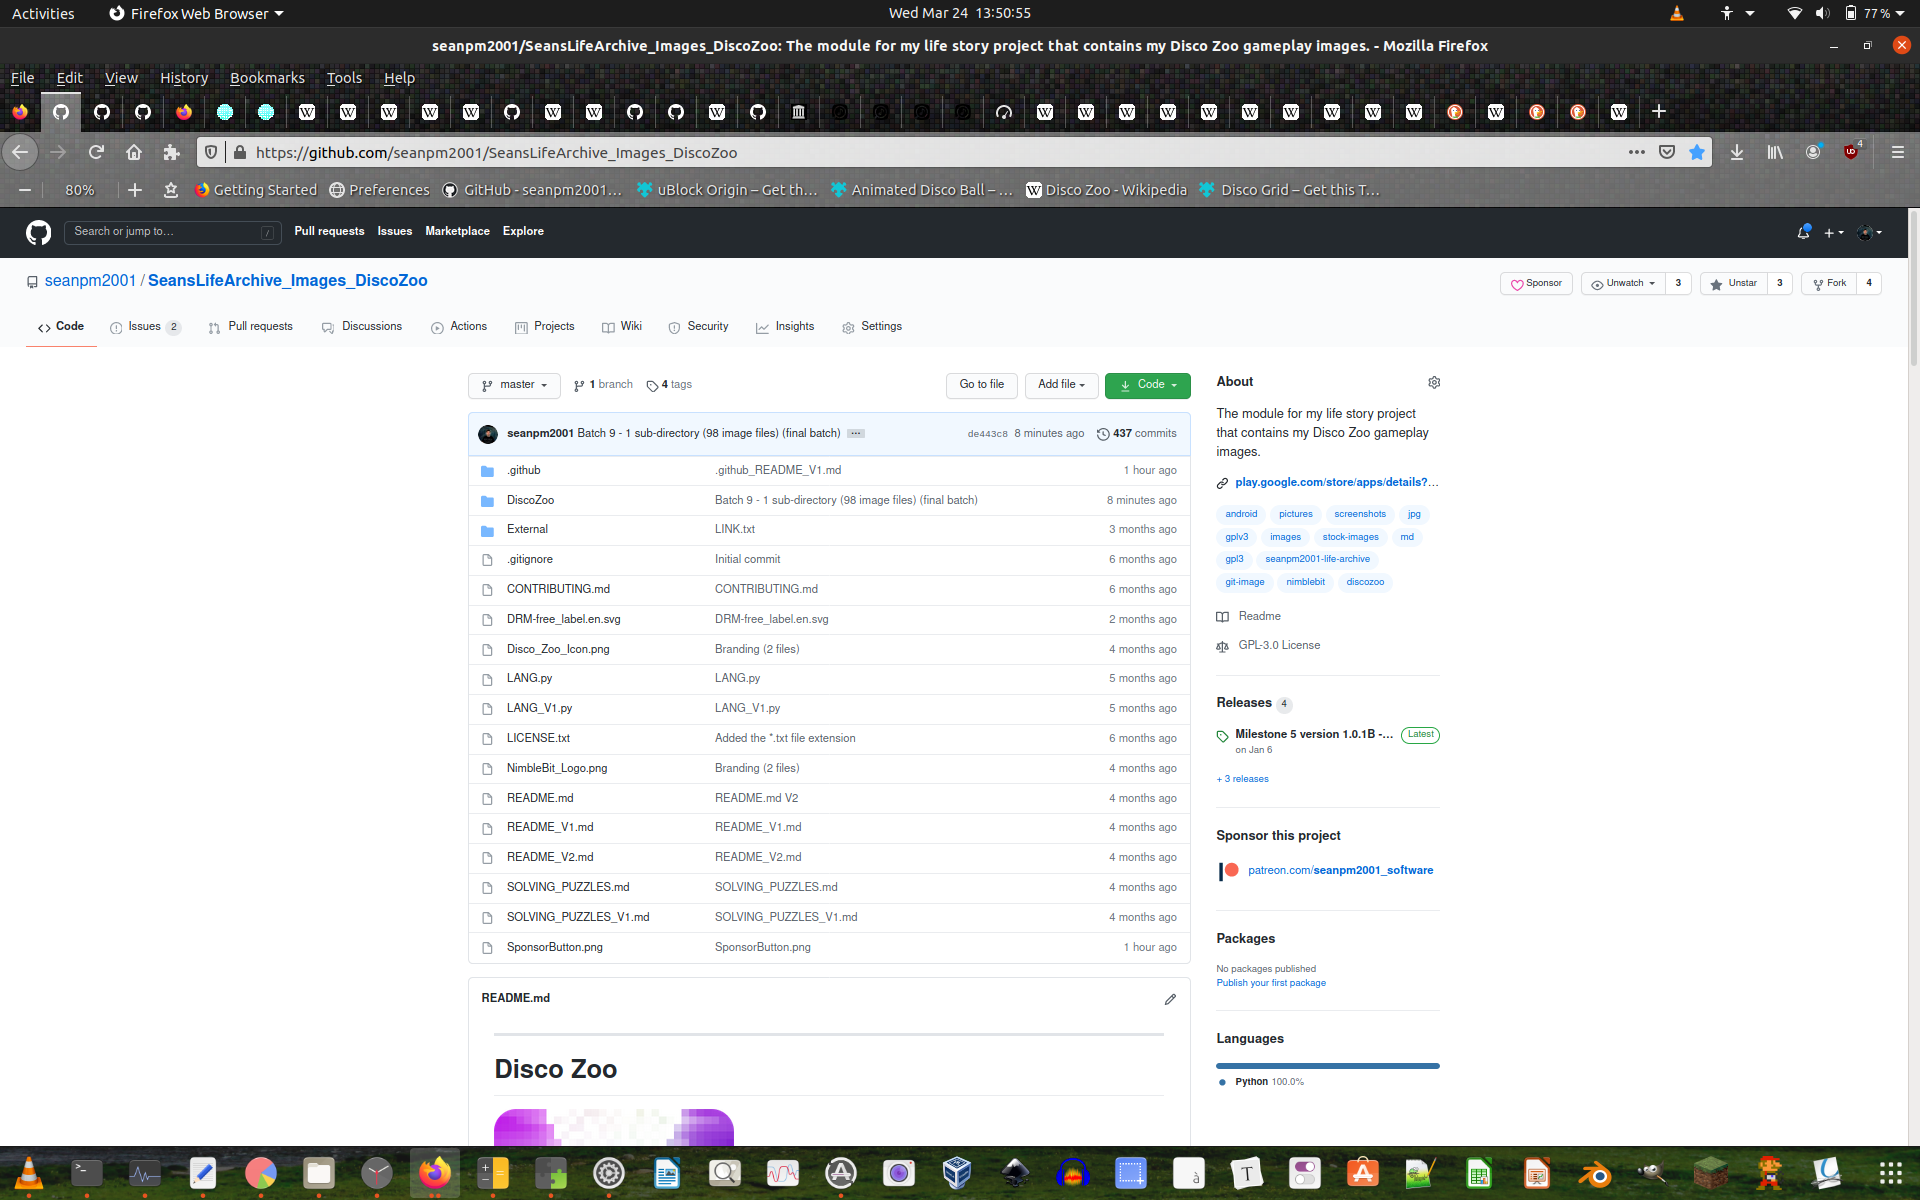 Activities Firefox Web Browser Wed Mar 24 13:50:55 77 %
seanpm2001/SeansLifeArchive_Images_DiscoZoo: The module for my life story project that contains my Disco Zoo gameplay images. - Mozilla Firefox
File Edit View History Bookmarks Tools Help
https://github.com/seanpm2001/SeansLifeArchive_Images_DiscoZoo 4
80% Getting Started Preferences GitHub - seanpm2001... uBlock Origin – Get th... Animated Disco Ball – ... Disco Zoo - Wikipedia Disco Grid – Get this T...
Search or jump to... / Pull requests Issues Marketplace Explore
seanpm2001 / SeansLifeArchive_Images_DiscoZoo Sponsor Unwatch 3 Unstar 3 Fork 4
Code Issues 2 Pull requests Discussions Actions Projects Wiki Security Insights Settings
master 1 branch 4 tags Go to file Add file Code
seanpm2001 Batch 9 - 1 sub-directory (98 image files) (final batch) ... de443c8 8 minutes ago 437 commits
.github .github_README_V1.md 1 hour ago
DiscoZoo Batch 9 - 1 sub-directory (98 image files) (final batch) 8 minutes ago
External LINK.txt 3 months ago
.gitignore Initial commit 6 months ago
CONTRIBUTING.md CONTRIBUTING.md 6 months ago
DRM-free_label.en.svg DRM-free_label.en.svg 2 months ago
Disco_Zoo_Icon.png Branding (2 files) 4 months ago
LANG.py LANG.py 5 months ago
LANG_V1.py LANG_V1.py 5 months ago
LICENSE.txt Added the *.txt file extension 6 months ago
NimbleBit_Logo.png Branding (2 files) 4 months ago
README.md README.md V2 4 months ago
README_V1.md README_V1.md 4 months ago
README_V2.md README_V2.md 4 months ago
SOLVING_PUZZLES.md SOLVING_PUZZLES.md 4 months ago
SOLVING_PUZZLES_V1.md SOLVING_PUZZLES_V1.md 4 months ago
SponsorButton.png SponsorButton.png 1 hour ago
README.md
Disco Zoo
About
The module for my life story project
that contains my Disco Zoo gameplay
images.
play.google.com/store/apps/details?...
android pictures screenshots jpg
gplv3 images stock-images md
gpl3 seanpm2001-life-archive
git-image nimblebit discozoo
Readme
GPL-3.0 License
Releases 4
Milestone 5 version 1.0.1B -... Latest
on Jan 6
+ 3 releases
Sponsor this project
patreon.com/seanpm2001_software
Packages
No packages published
Publish your first package
Languages
Python 100.0%